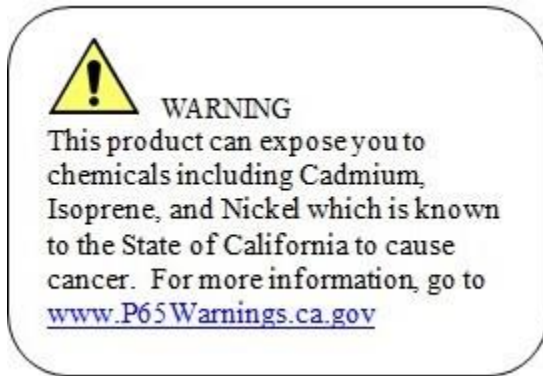 WARNING
This product can expose you to
chemicals including Cadmium,
Isoprene, and Nickel which is known
to the State of California to cause
cancer. For more information, go to
www.P65Warnings.ca.gov